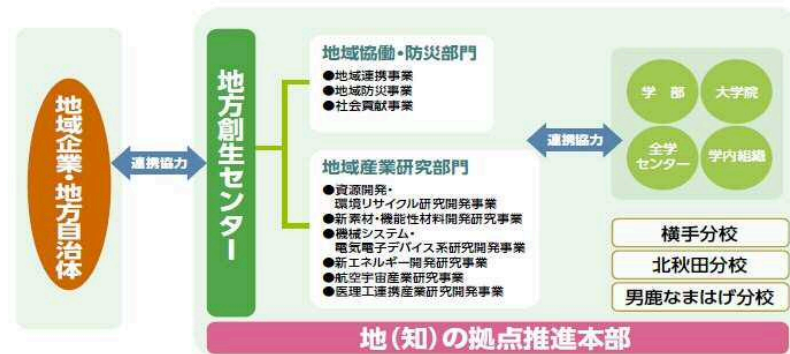 地域企業・地方自治体
連携協力
地方創生センター
地域協働・防災部門
●地域連携事業
●地域防災事業
●社会貢献事業
地域産業研究部門
●資源開発・
環境リサイクル研究開発事業
●新素材・機能性材料開発研究事業
●機械システム・
電気電子デバイス系研究開発事業
●新エネルギー開発研究事業
●航空宇宙産業研究事業
●医理工連携産業研究開発事業
連携協力
学 部
大学院
全学
センター
学内組織
横手分校
北秋田分校
男鹿なまはげ分校
地(知)の拠点推進本部